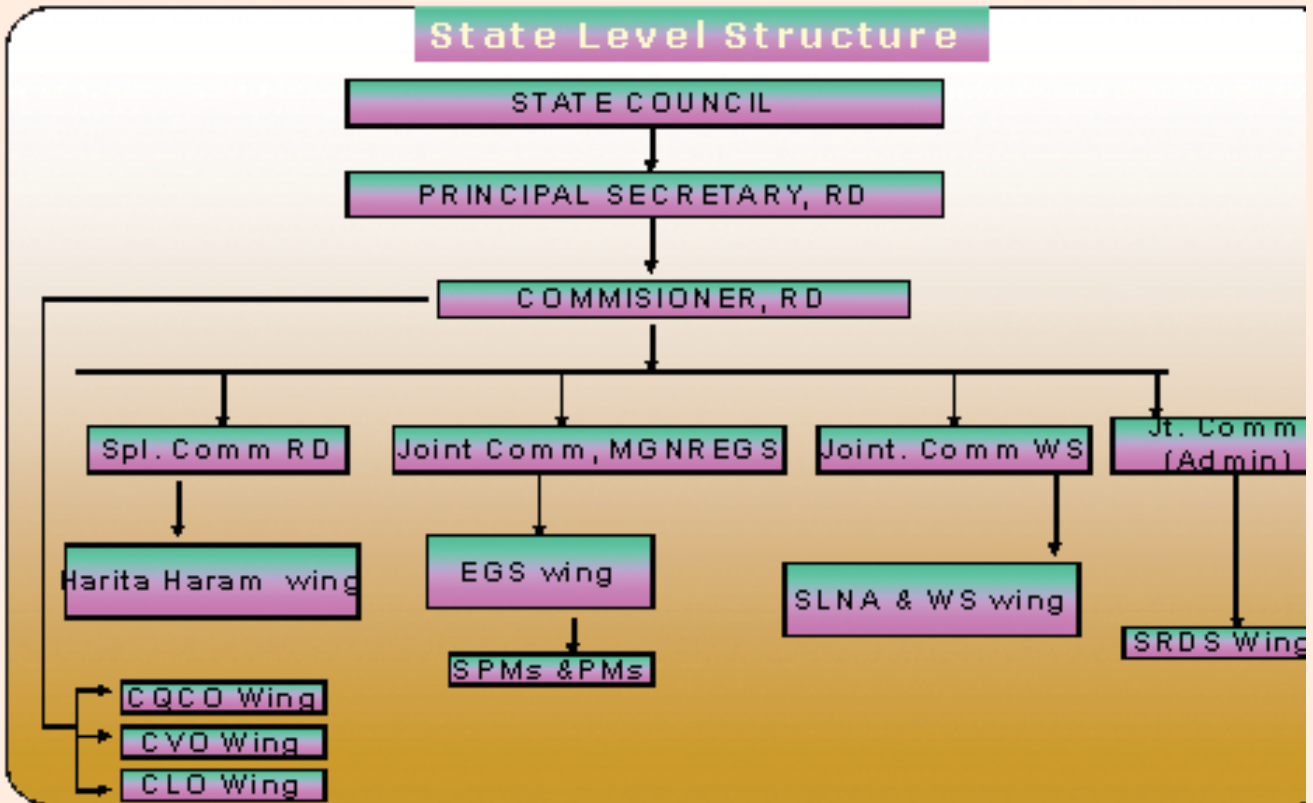 State Level Structure
STATE COUNCIL
PRINCIPAL SECRETARY, RD
COMMISIONER, RD
Spl. Comm RD
Joint Comm, MGNREGS
Joint. Comm WS
Jt. Comm
(Admin)
Harita Haram wing
EGS wing
SLNA & WS wing
SRDS Wing
SPMs &PMs
CQCO Wing
CVO Wing
CLO Wing